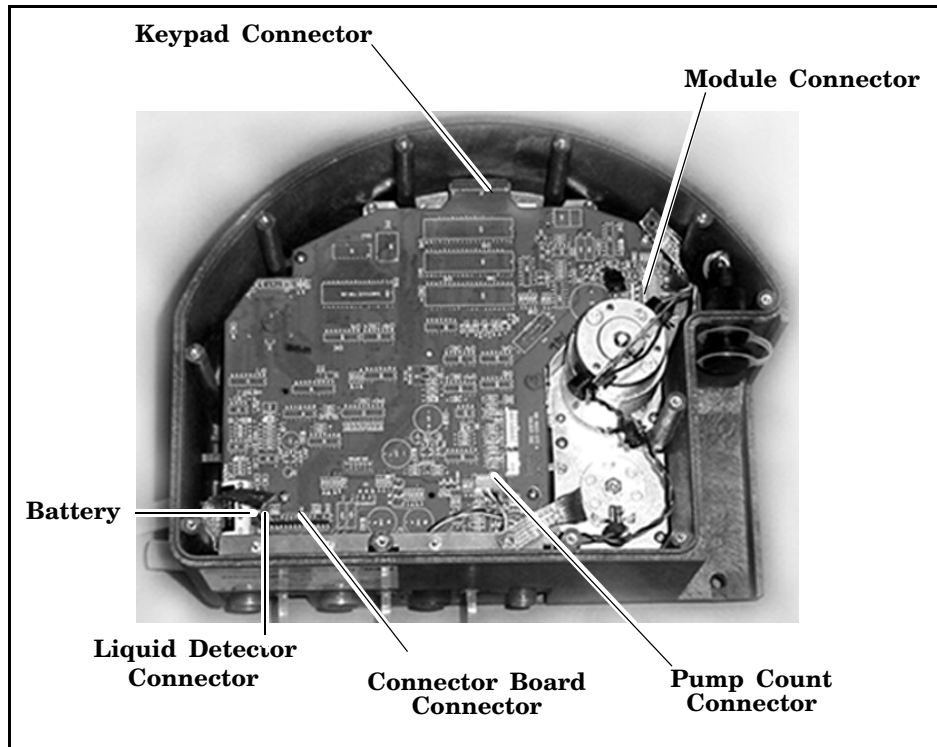 Keypad Connector
Module Connector
Battery
Liquid Detector
Connector
Connector Board
Connector
Pump Count
Connector